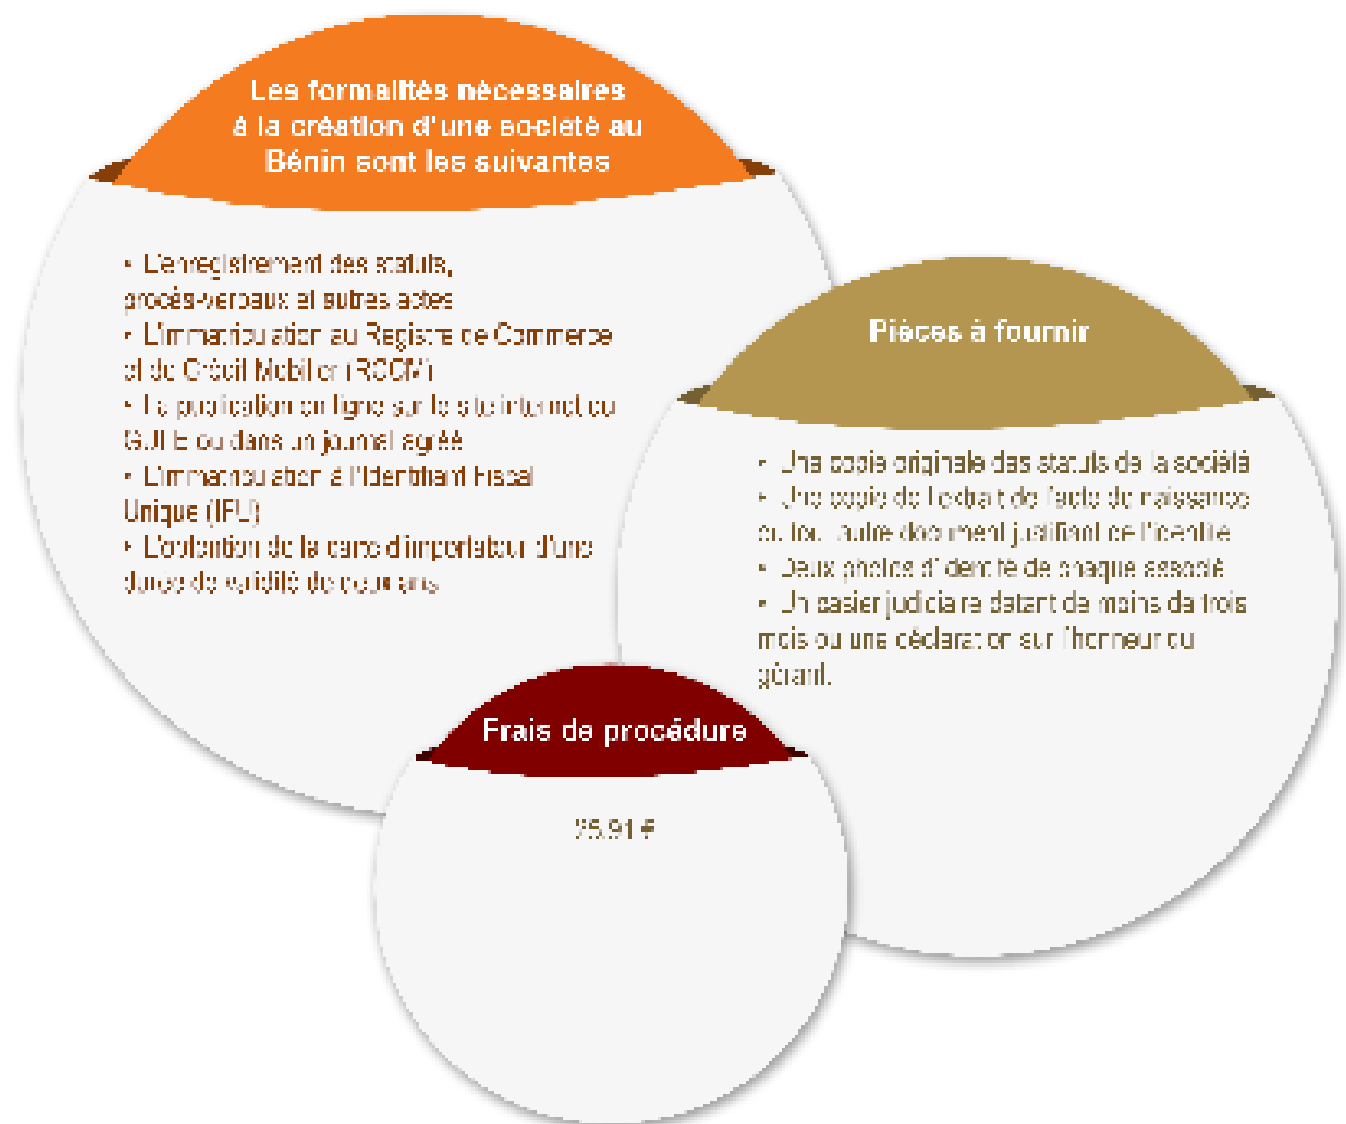 Les formalités nécessaires
à la création d'une société au
Bénin sont les suivantes
• L'enregistrement des statuts,
procès-verbaux et autres actes
• L'immatriculation au Registre de Commerce
et de Crédit Mobilier (RCCM)
• La publication en ligne sur le site internet du
GUFE ou dans un journal agréé
• L'immatriculation à l'Identifiant Fiscal
Unique (IFU)
• L'obtention de la carte d'importateur d'une
durée de validité de deux ans
Pièces à fournir
• Une copie originale des statuts de la société
• Une copie de l'extrait de l'acte de naissance
ou tout autre document justifiant de l'identité
• Deux photos d'identité de chaque associé
• Un casier judiciaire datant de moins de trois
mois ou une déclaration sur l'honneur du
gérant.
Frais de procédure
25.91 €